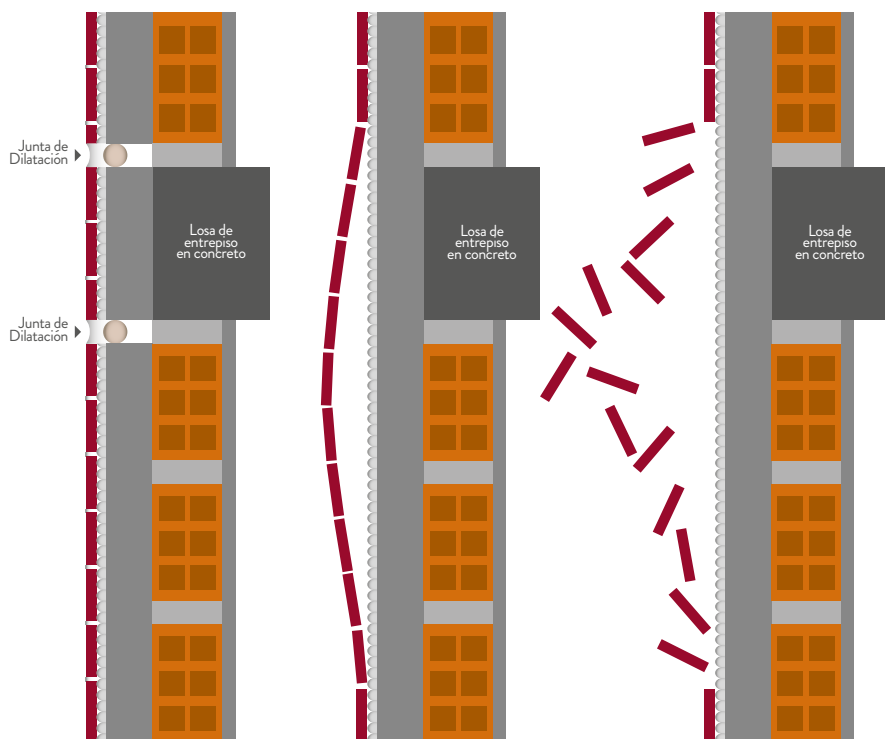 Junta de
Dilatación
Losa de
entrepiso
en concreto
Losa de
entrepiso
en concreto
Losa de
entrepiso
en concreto
Junta de
Dilatación